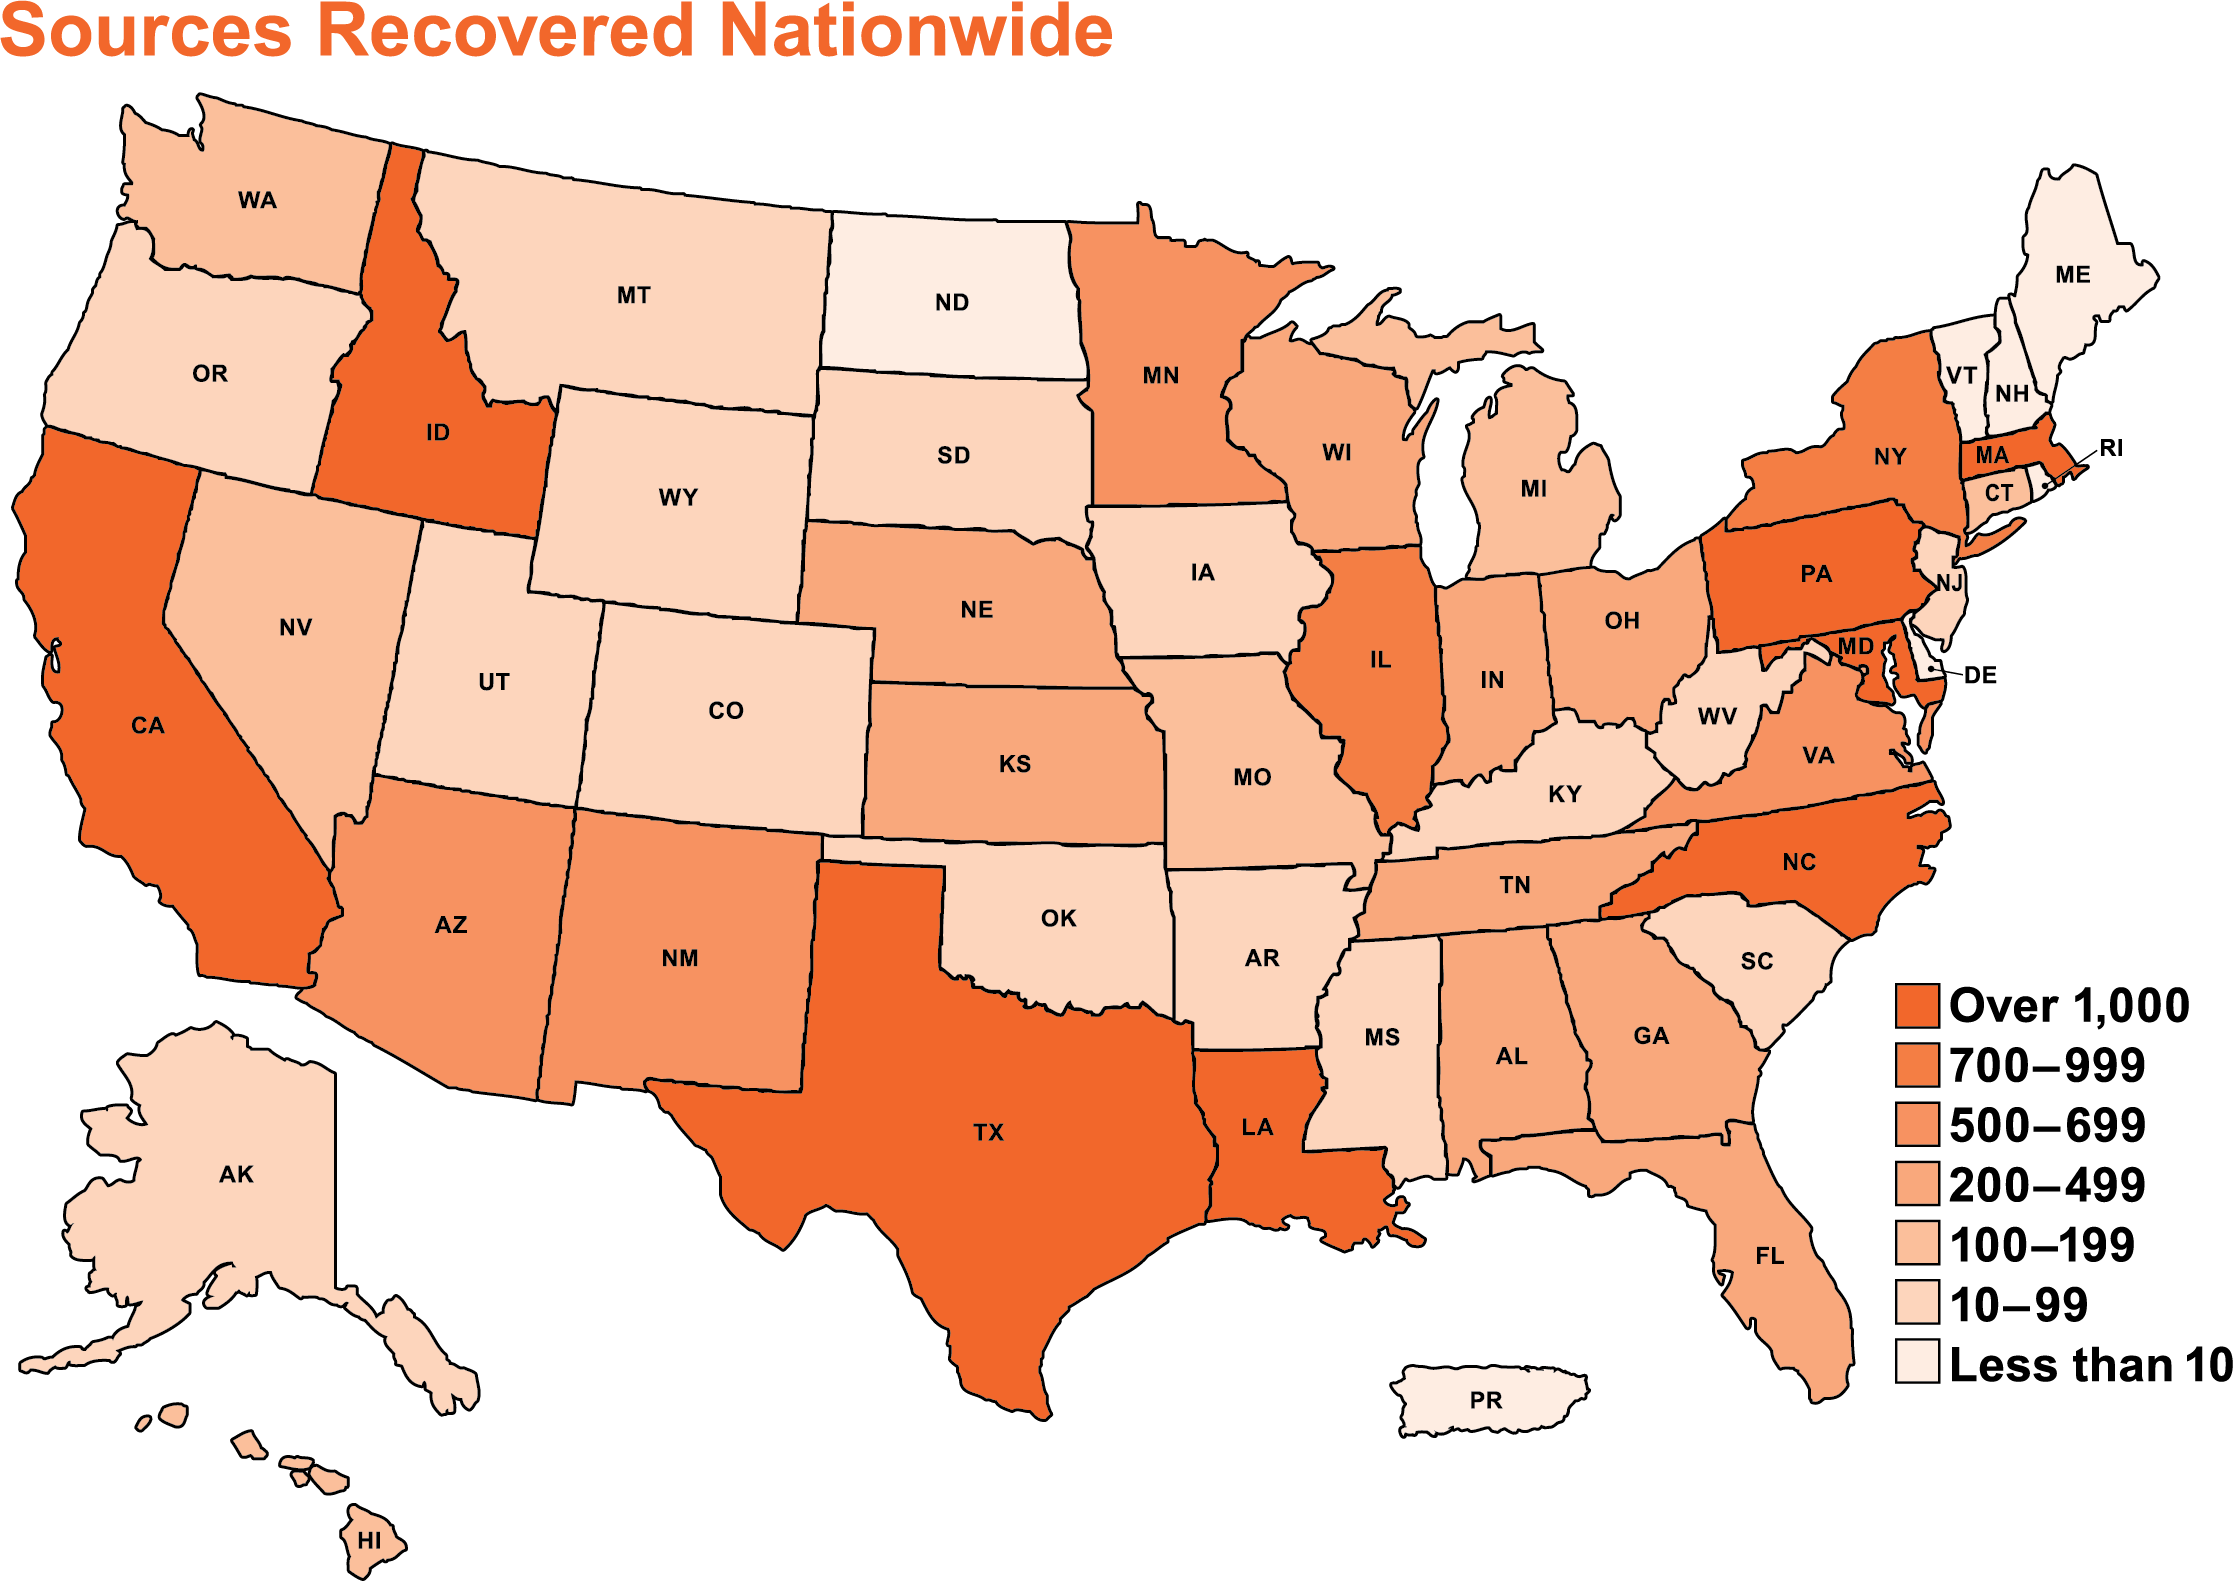 Sources Recovered Nationwide
WA
MT
ND
MN
ME
OR
ID
SD
WI
MI
NY
VT
NH
MA
RI
CT
WY
IA
NE
PA
NJ
NV
UT
CO
IL
IN
OH
MD
DE
WV
VA
CA
KS
MO
KY
NC
TN
AZ
NM
OK
AR
SC
MS
AL
GA
TX
LA
FL
AK
HI
PR
Over 1,000
700–999
500–699
200–499
100–199
10–99
Less than 10